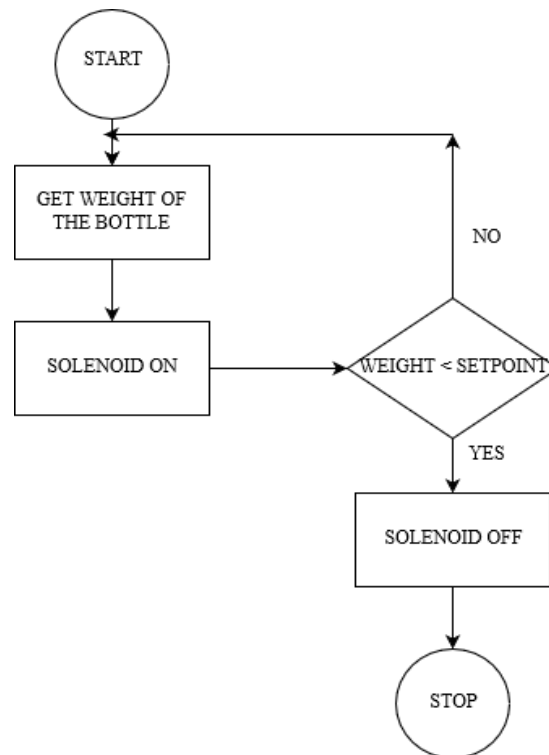 START
GET WEIGHT OF
THE BOTTLE
NO
SOLENOID ON
WEIGHT < SETPOINT
YES
SOLENOID OFF
STOP